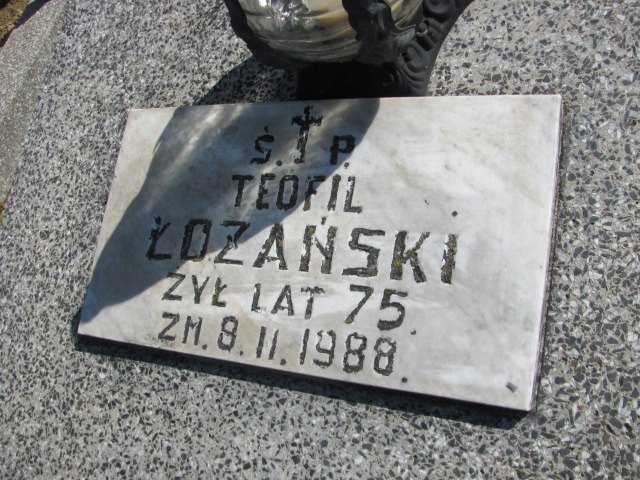 Ś. P.
TEOFIL
ŁOZAŃSKI
ŻYŁ LAT 75.
ZM. 8.11.1988.